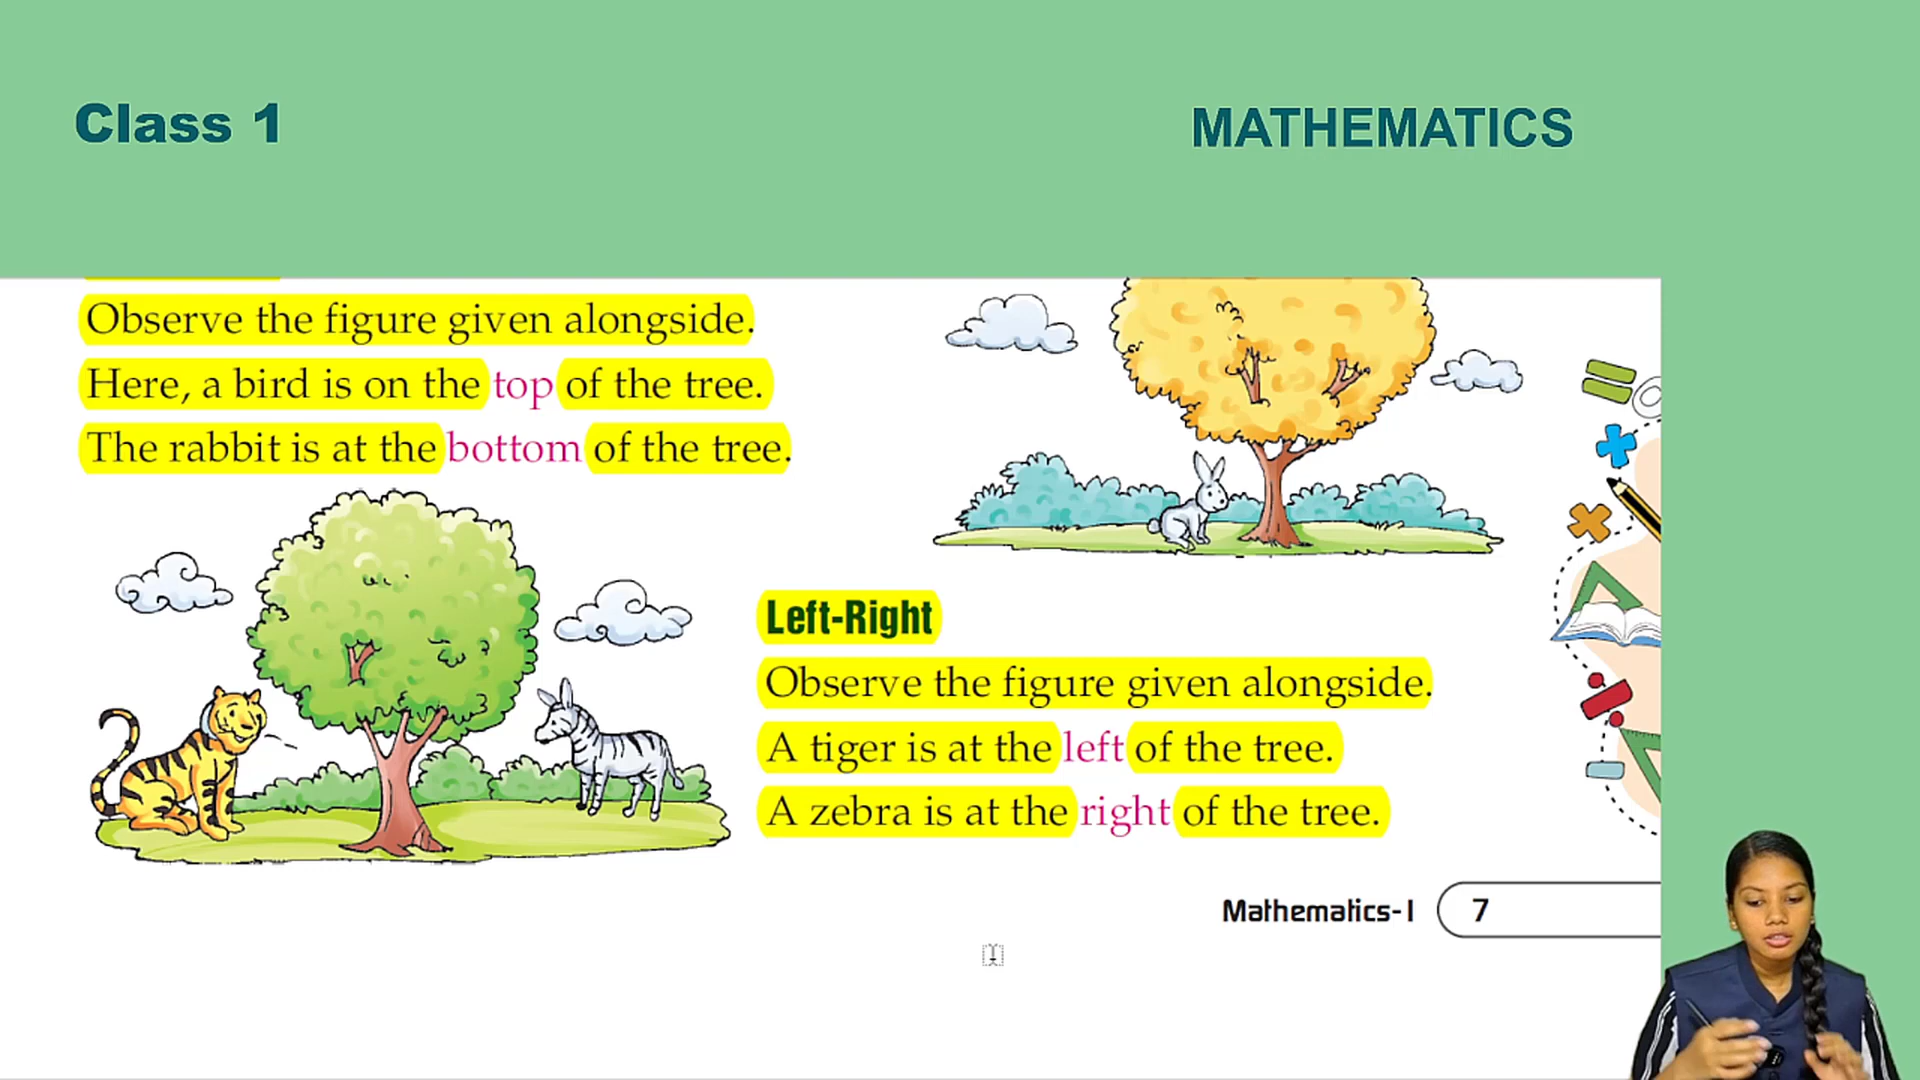 Class 1
MATHEMATICS
Observe the figure given alongside.
Here, a bird is on the top of the tree.
The rabbit is at the bottom of the tree.
Left-Right
Observe the figure given alongside.
A tiger is at the left of the tree.
A zebra is at the right of the tree.
Mathematics-1 7